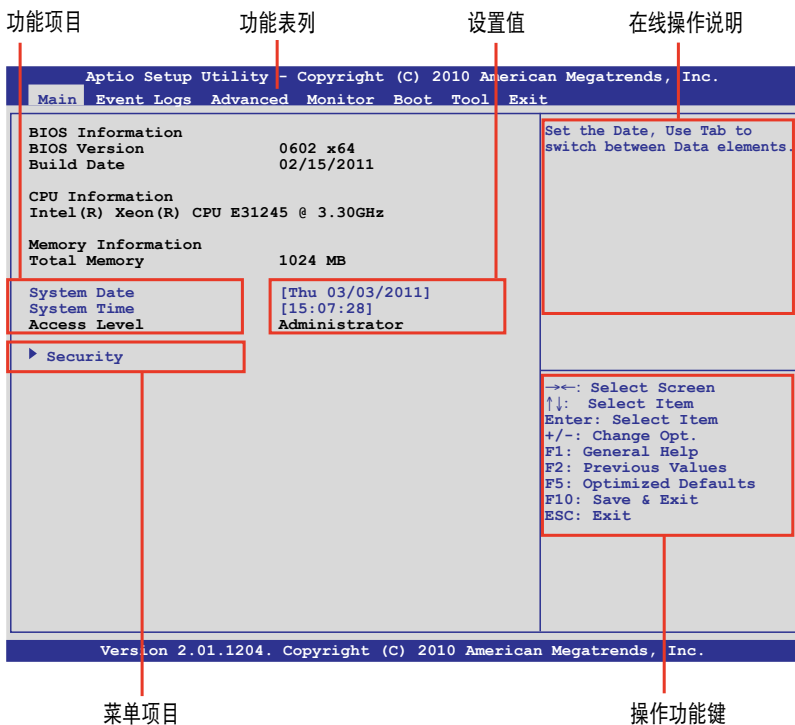 功能项目 功能表列 设置值 在线操作说明
Aptio Setup Utility - Copyright (C) 2010 American Megatrends, Inc.
Main Event Logs Advanced Monitor Boot Tool Exit
BIOS Information
BIOS Version 0602 x64
Build Date 02/15/2011
CPU Information
Intel(R) Xeon(R) CPU E31245 @ 3.30GHz
Memory Information
Total Memory 1024 MB
System Date [Thu 03/03/2011]
System Time [15:07:28]
Access Level Administrator
Security
Set the Date, Use Tab to
switch between Data elements.
→←: Select Screen
↑↓: Select Item
Enter: Select Item
+/-: Change Opt.
F1: General Help
F2: Previous Values
F5: Optimized Defaults
F10: Save & Exit
ESC: Exit
Version 2.01.1204. Copyright (C) 2010 American Megatrends, Inc.
菜单项目 操作功能键